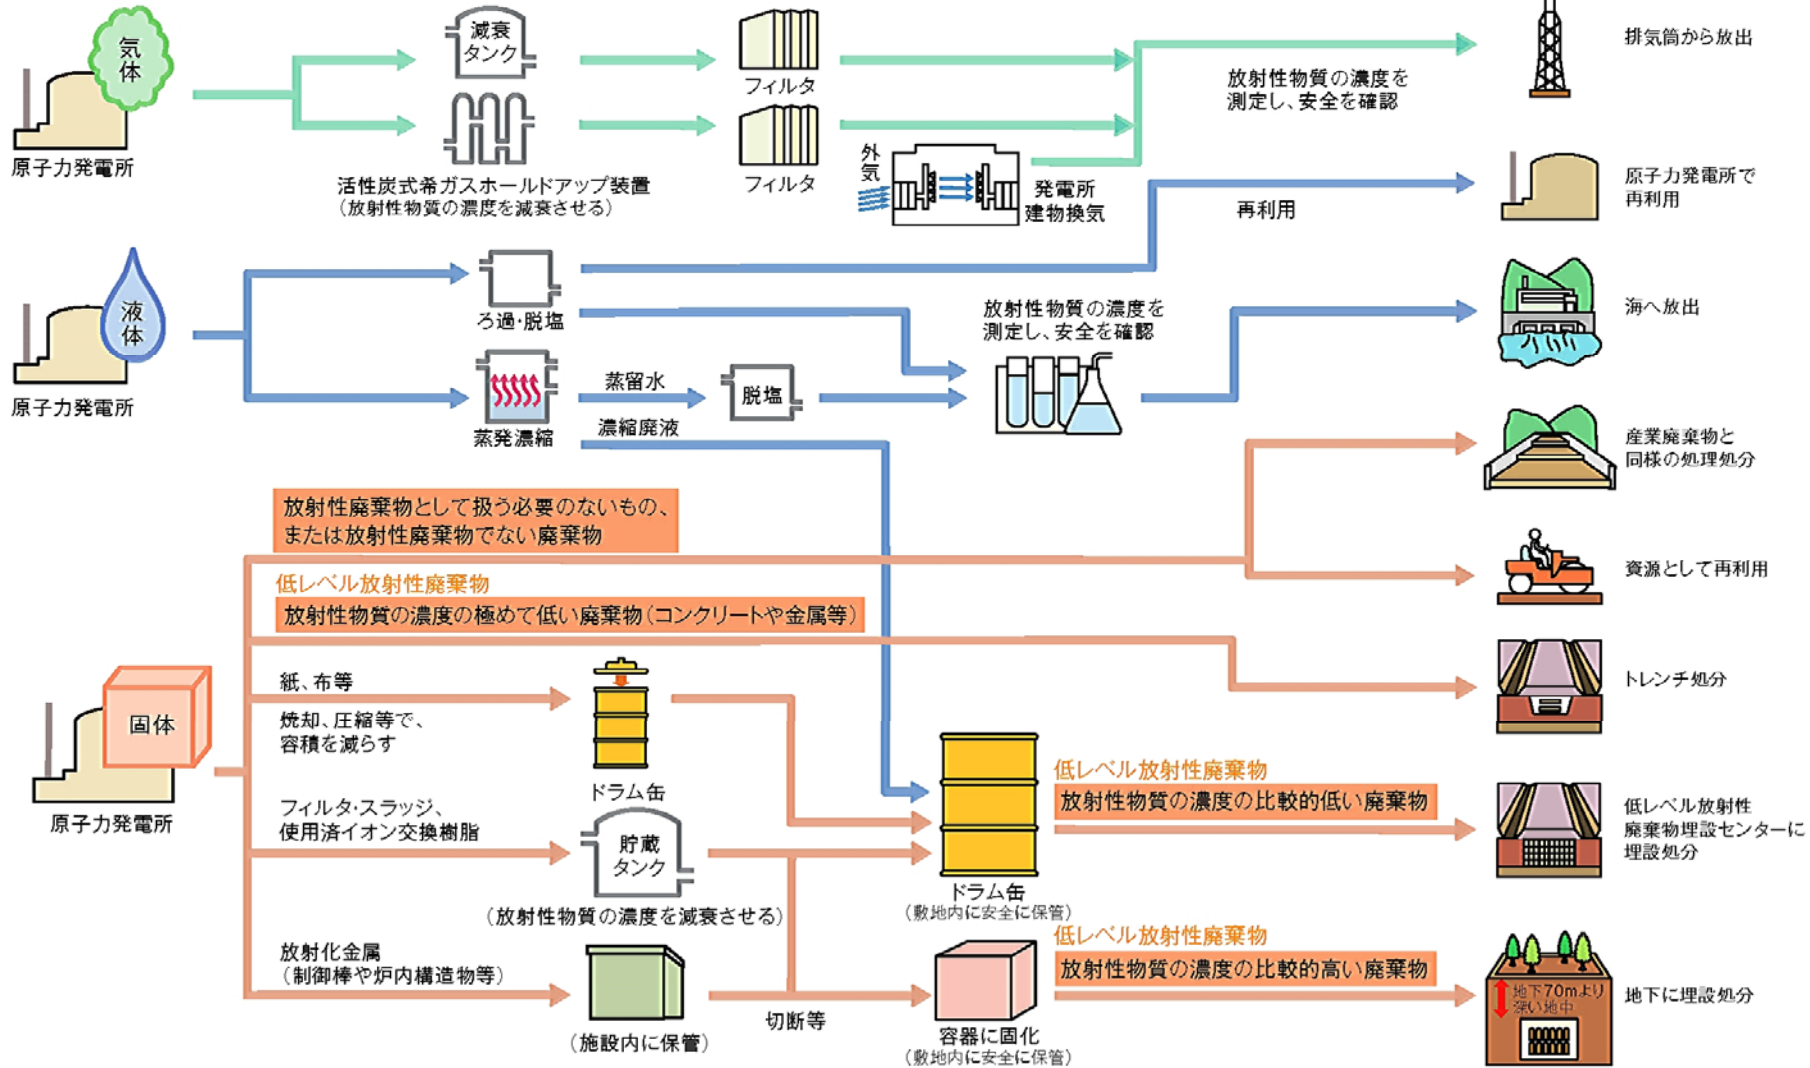 気
体
原子力発電所
減衰
タンク
フィルタ
活性炭式希ガスホールドアップ装置
(放射性物質の濃度を減衰させる)
フィルタ
外
気
発電所
建物換気
放射性物質の濃度を
測定し、安全を確認
排気筒から放出
液
体
原子力発電所
ろ過・脱塩
再利用
原子力発電所で
再利用
蒸発濃縮
蒸留水
脱塩
濃縮廃液
放射性物質の濃度を
測定し、安全を確認
海へ放出
固体
原子力発電所
放射性廃棄物として扱う必要のないもの、
または放射性廃棄物でない廃棄物
産業廃棄物と
同様の処理処分
資源として再利用
低レベル放射性廃棄物
放射性物質の濃度の極めて低い廃棄物(コンクリートや金属等)
トレンチ処分
紙、布等
焼却、圧縮等で、
容積を減らす
ドラム缶
フィルタ・スラッジ、
使用済イオン交換樹脂
貯蔵
タンク
(放射性物質の濃度を減衰させる)
ドラム缶
(敷地内に安全に保管)
低レベル放射性廃棄物
放射性物質の濃度の比較的低い廃棄物
低レベル放射性
廃棄物埋設センターに
埋設処分
放射化金属
(制御棒や炉内構造物等)
(施設内に保管)
切断等
容器に固化
(敷地内に安全に保管)
低レベル放射性廃棄物
放射性物質の濃度の比較的高い廃棄物
地下70mより
深い地中
地下に埋設処分